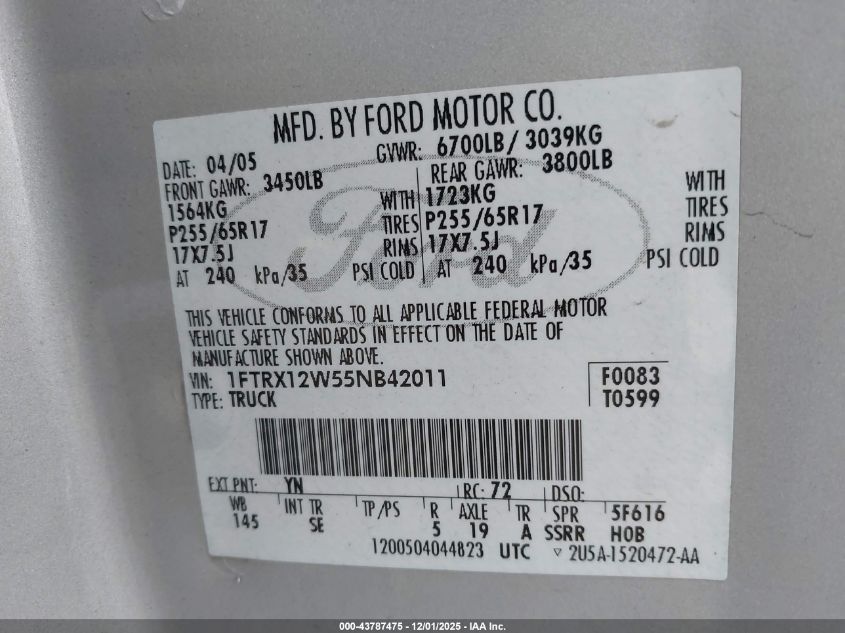 MFD. BY FORD MOTOR CO.
DATE: 04/05 GVWR: 6700LB/ 3039KG
FRONT GAWR: 3450LB REAR GAWR: 3800LB
1564KG WITH 1723KG WITH
P255/65R17 TIRES P255/65R17 TIRES
17X7.5J RIMS 17X7.5J RIMS
AT 240 kPa/35 PSI COLD AT 240 kPa/35 PSI COLD
Ford
THIS VEHICLE CONFORMS TO ALL APPLICABLE FEDERAL MOTOR
VEHICLE SAFETY STANDARDS IN EFFECT ON THE DATE OF
MANUFACTURE SHOWN ABOVE.
VIN: 1FTRX12W55NB42011 F0083
TYPE: TRUCK T0599
EXT PNT: YN RC: 72 DSO:
WB INT TR TP/PS R AXLE TR SPR 5F616
145 SE 5 19 A SSRR HOB
1200504044823 UTC ▽ 2U5A-1520472-AA
000-43787475 - 12/01/2025 - IAA Inc.